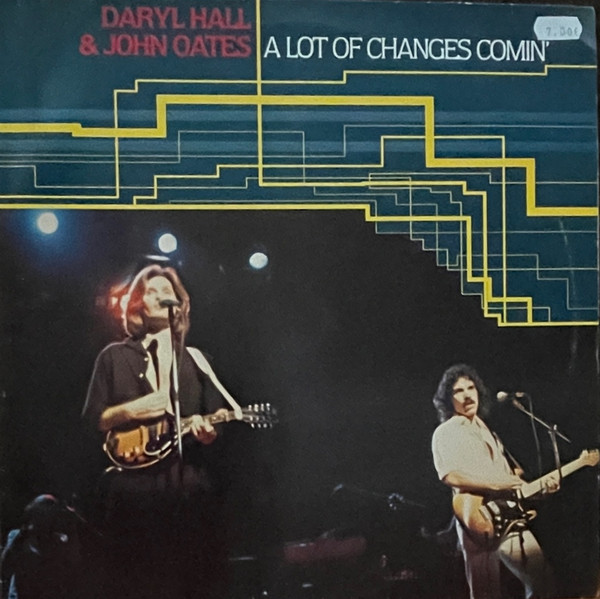 DARYL HALL
& JOHN OATES
A LOT OF CHANGES COMIN'